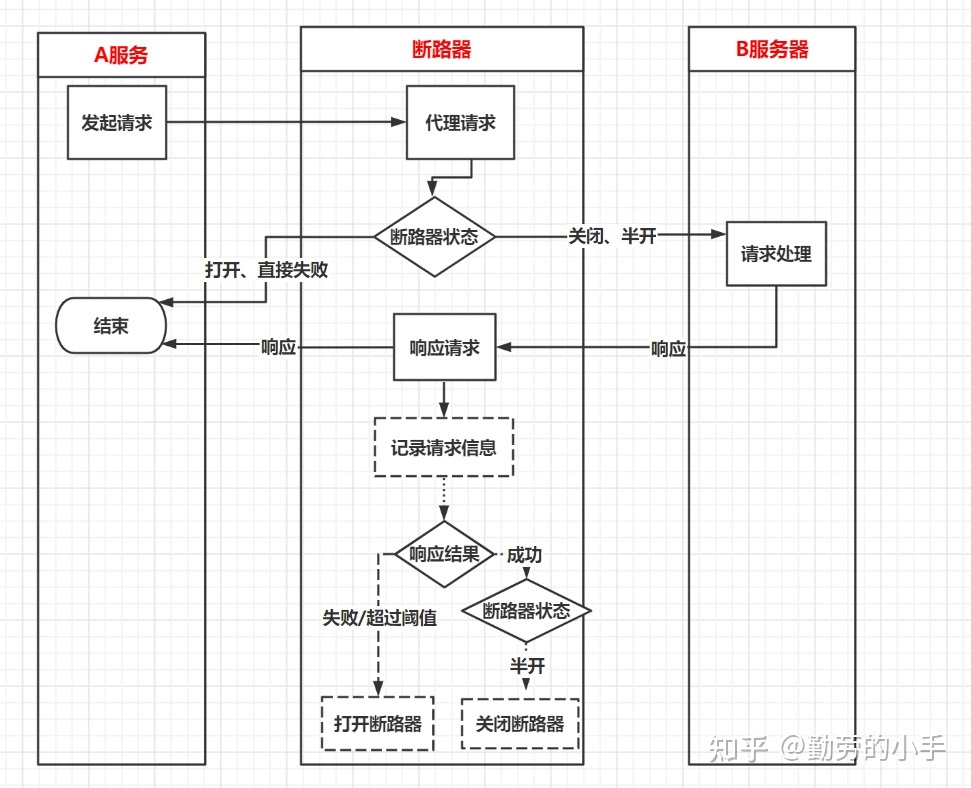 A服务
断路器
B服务器
发起请求
代理请求
断路器状态
关闭、半开
请求处理
打开、直接失败
结束
响应
响应请求
响应
记录请求信息
响应结果
成功
失败/超过阈值
断路器状态
半开
打开断路器
关闭断路器
知乎 @勤劳的小手